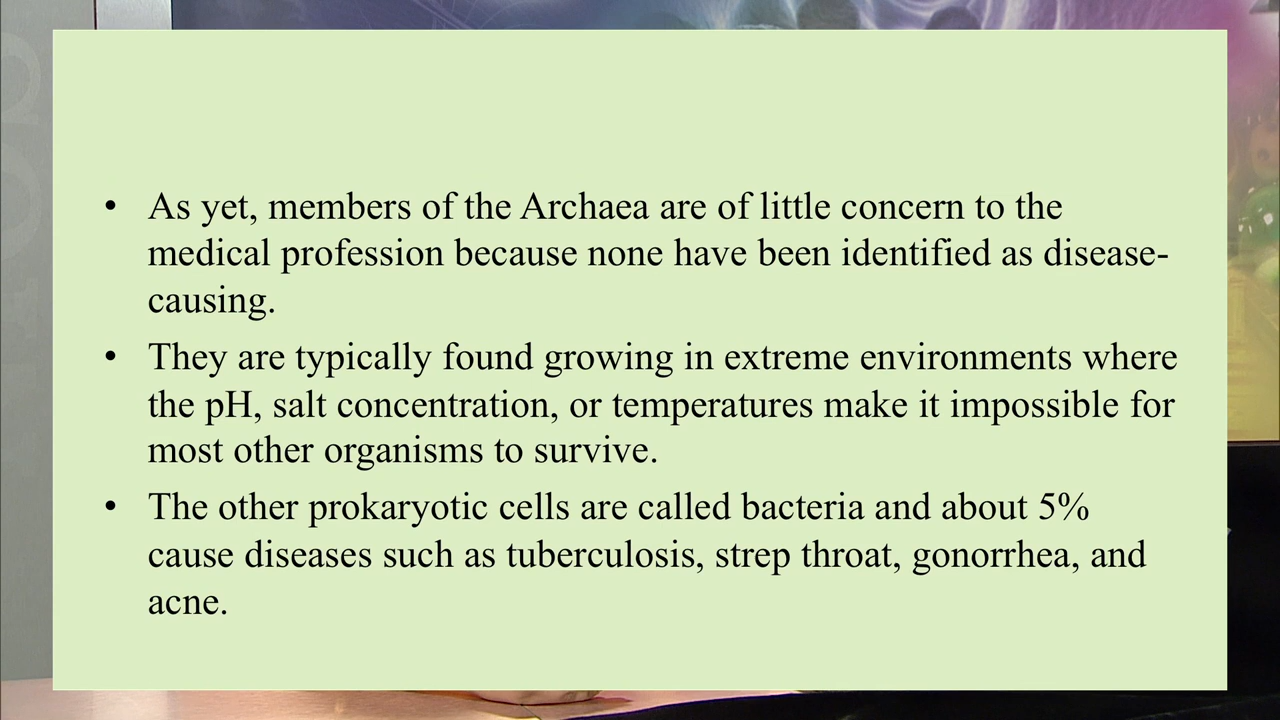 • As yet, members of the Archaea are of little concern to the
medical profession because none have been identified as disease-
causing.
• They are typically found growing in extreme environments where
the pH, salt concentration, or temperatures make it impossible for
most other organisms to survive.
• The other prokaryotic cells are called bacteria and about 5%
cause diseases such as tuberculosis, strep throat, gonorrhea, and
acne.